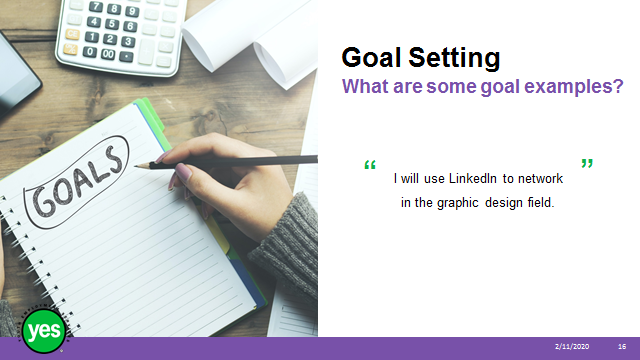 Goal Setting
What are some goal examples?
“ I will use LinkedIn to network ”
in the graphic design field.
GOALS
yes
2/11/2020 16